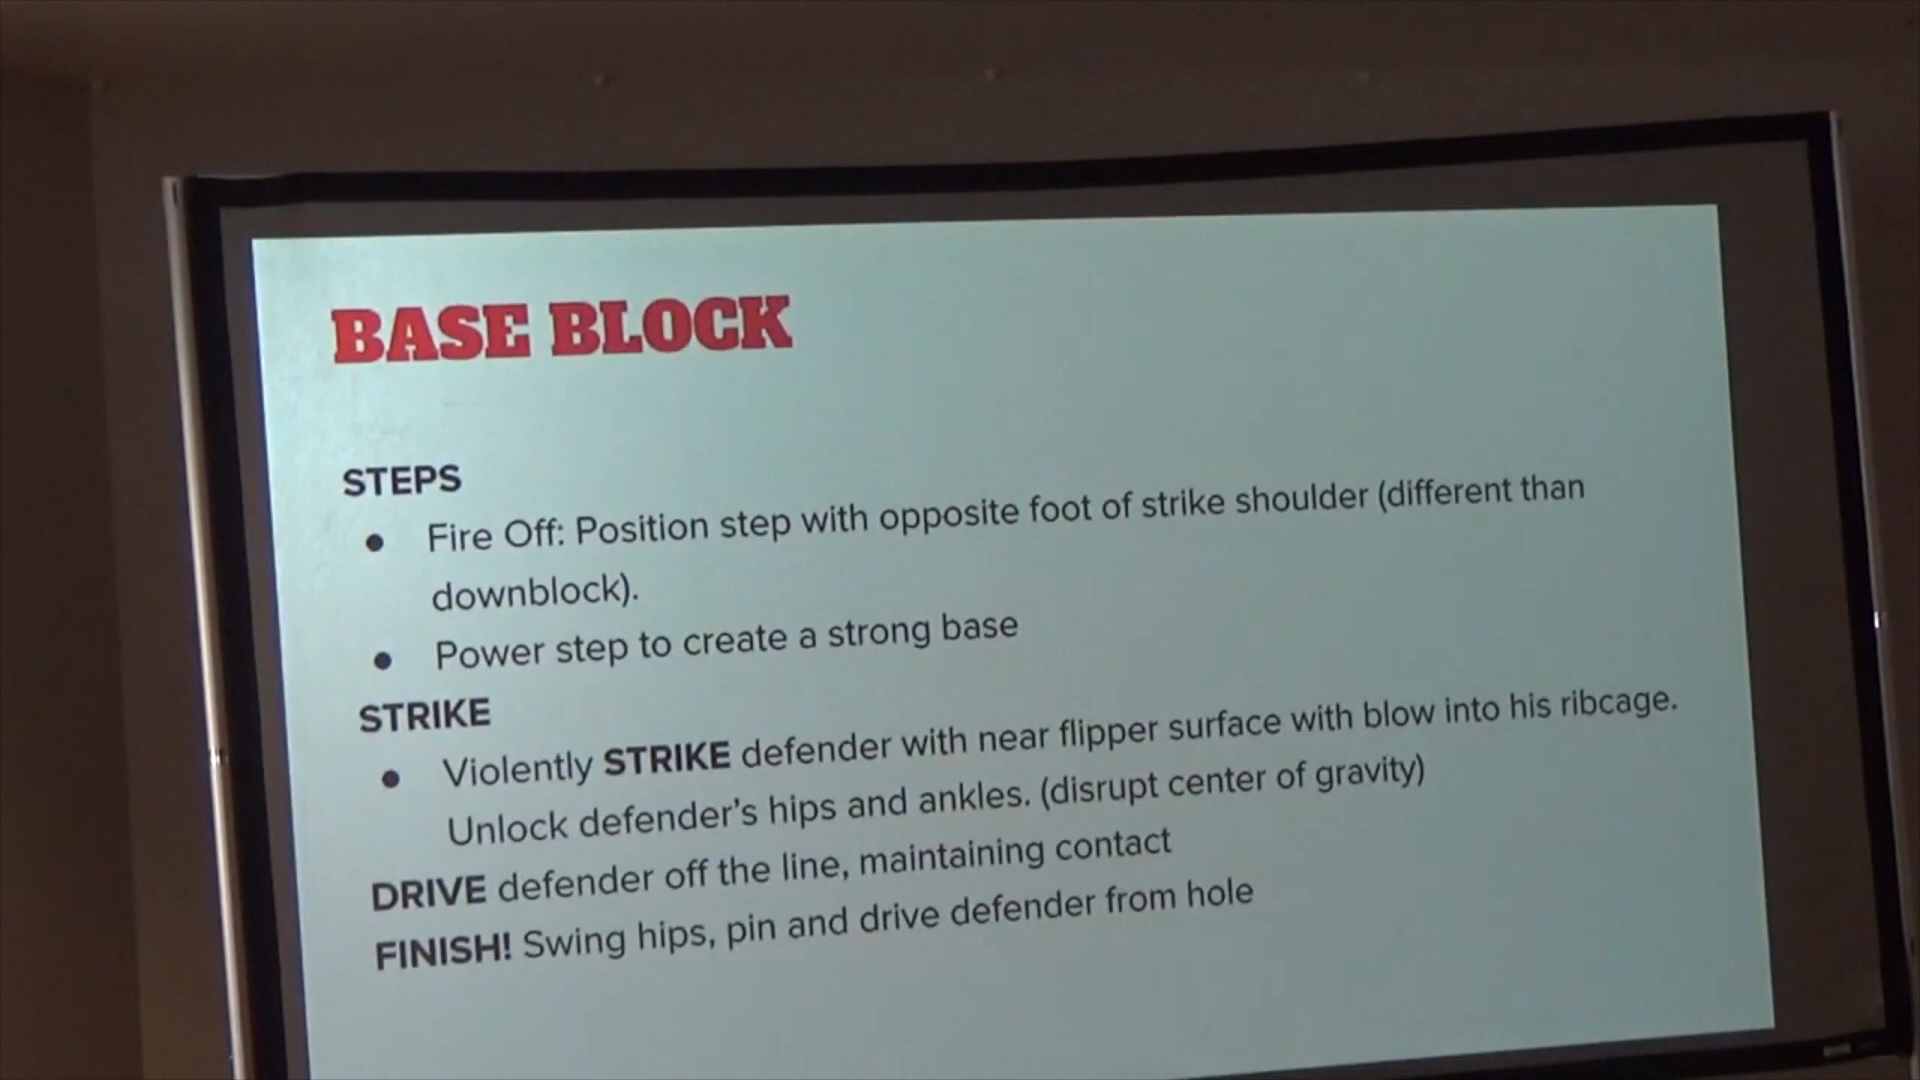 BASE BLOCK
STEPS
● Fire Off: Position step with opposite foot of strike shoulder (different than
downblock).
● Power step to create a strong base
STRIKE
● Violently STRIKE defender with near flipper surface with blow into his ribcage.
Unlock defender's hips and ankles. (disrupt center of gravity)
DRIVE defender off the line, maintaining contact
FINISH! Swing hips, pin and drive defender from hole